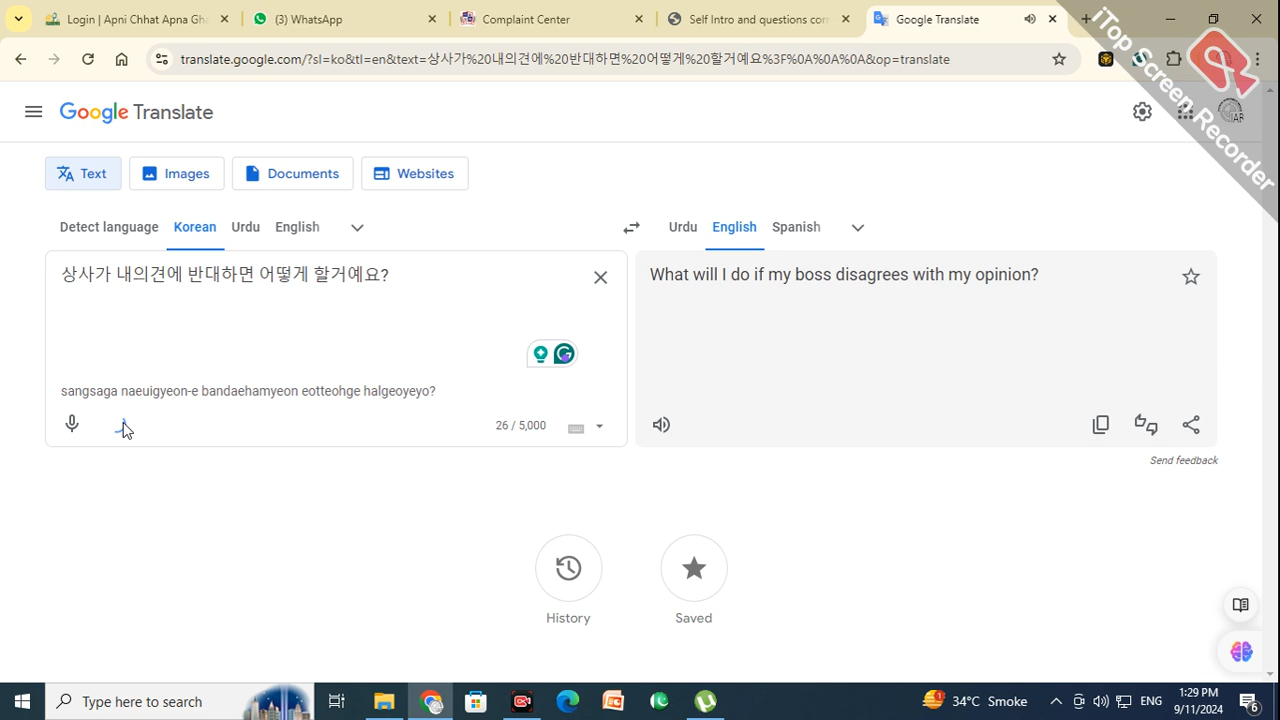 Login | Apni Chhat Apna Gh
(3) WhatsApp
Complaint Center
Self Intro and questions con
Google Translate
translate.google.com/?sl=ko&tl=en&text=상사가%20내의견에%20반대하면%20어떻게%20할거예요%3F%0A%0A%0A&op=translate
iTop Screen Recorder
Google Translate
Text
Images
Documents
Websites
Detect language
Korean
Urdu
English
Urdu
English
Spanish
상사가 내의견에 반대하면 어떻게 할거예요?
What will I do if my boss disagrees with my opinion?
sangsaga naeuigyeon-e bandaehamyeon eotteohge halgeoyeyo?
26 / 5,000
Send feedback
History
Saved
Type here to search
34°C Smoke
ENG
1:29 PM
9/11/2024
6